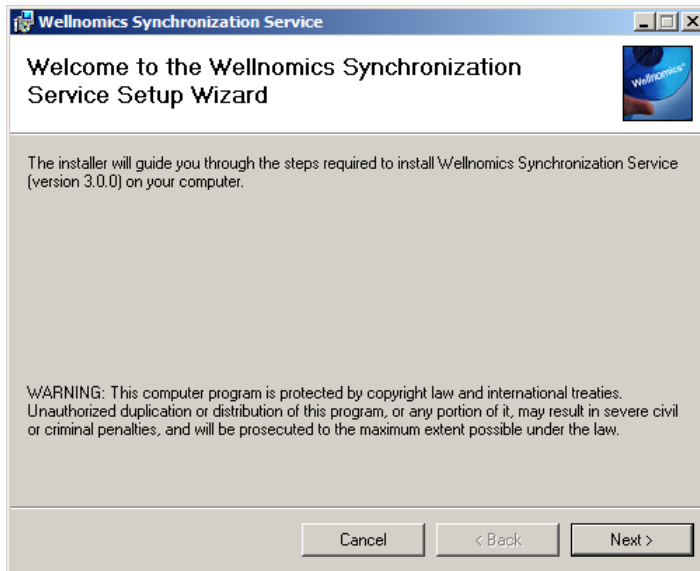 Wellnomics Synchronization Service
Welcome to the Wellnomics Synchronization
Service Setup Wizard
Wellnomics®
The installer will guide you through the steps required to install Wellnomics Synchronization Service
(version 3.0.0) on your computer.
WARNING: This computer program is protected by copyright law and international treaties.
Unauthorized duplication or distribution of this program, or any portion of it, may result in severe civil
or criminal penalties, and will be prosecuted to the maximum extent possible under the law.
Cancel < Back Next >